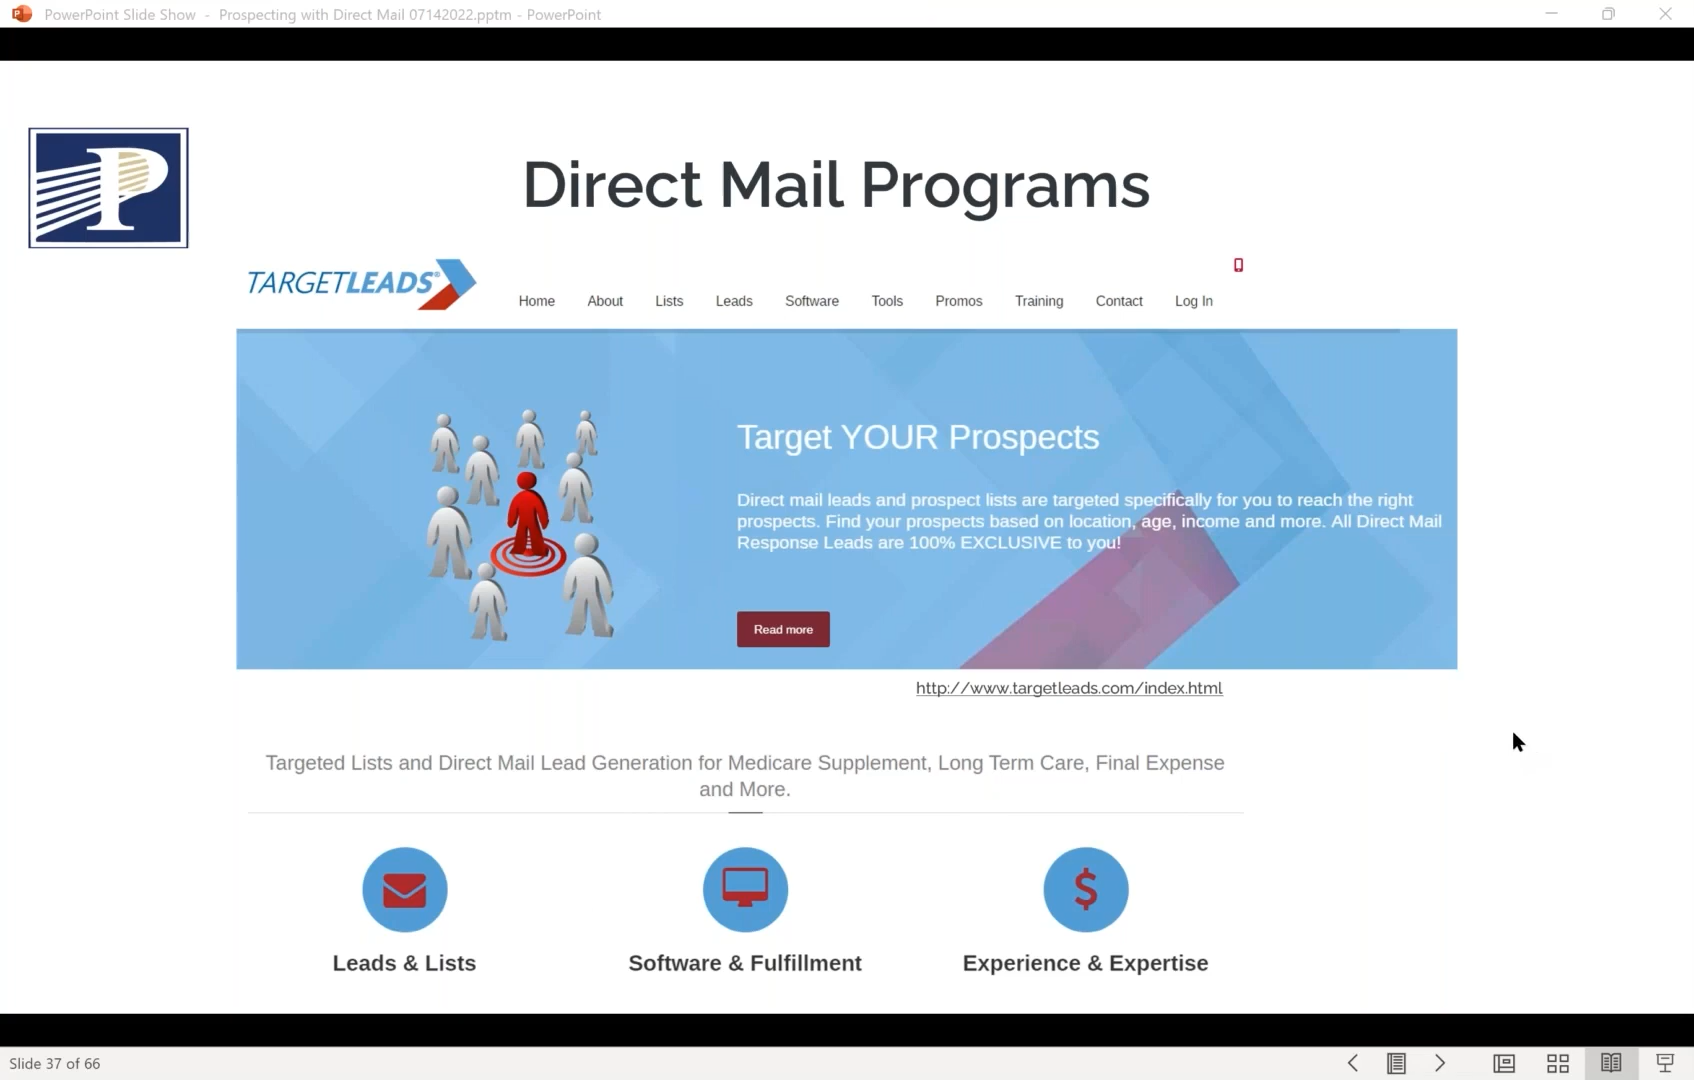 PowerPoint Slide Show - Prospecting with Direct Mail 07142022.pptm - PowerPoint
P
Direct Mail Programs
TARGETLEADS®
Home About Lists Leads Software Tools Promos Training Contact Log In
Target YOUR Prospects
Direct mail leads and prospect lists are targeted specifically for you to reach the right
prospects. Find your prospects based on location, age, income and more. All Direct Mail
Response Leads are 100% EXCLUSIVE to you!
Read more
http://www.targetleads.com/index.html
Targeted Lists and Direct Mail Lead Generation for Medicare Supplement, Long Term Care, Final Expense
and More.
Leads & Lists Software & Fulfillment Experience & Expertise
Slide 37 of 66